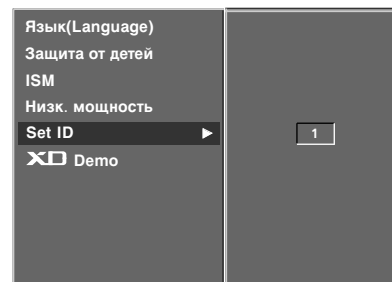 Язык(Language)
Защита от детей
ISM
Низк. мощность
Set ID ►
1
XD Demo